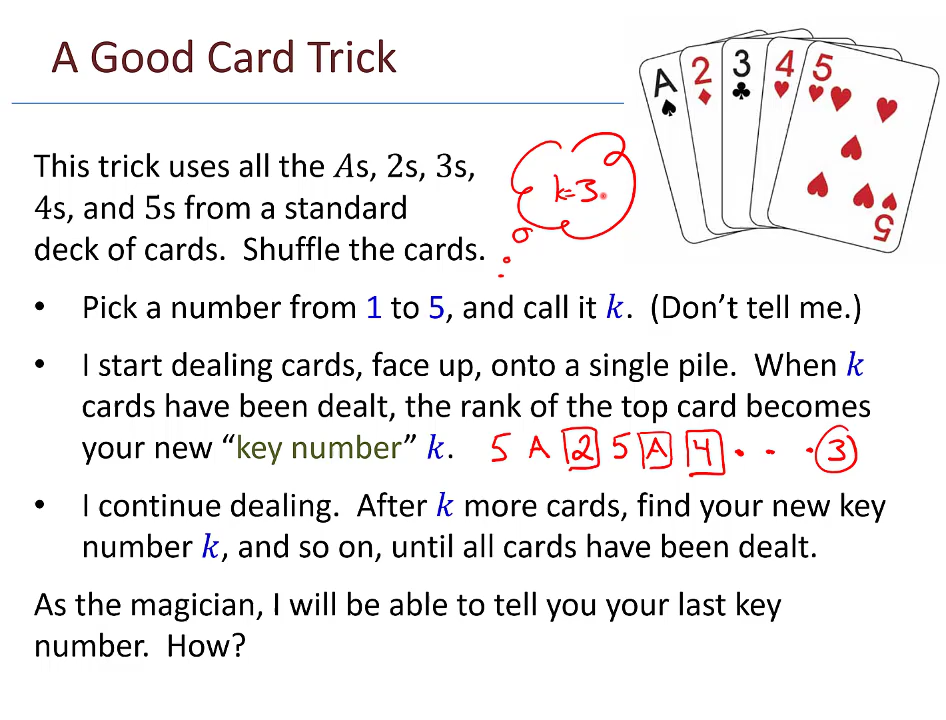 A Good Card Trick
A 2 3 4 5
5
This trick uses all the As, 2s, 3s,
4s, and 5s from a standard
deck of cards. Shuffle the cards.
k=3
• Pick a number from 1 to 5, and call it k. (Don't tell me.)
• I start dealing cards, face up, onto a single pile. When k
cards have been dealt, the rank of the top card becomes
your new "key number" k.
5 A 2 5 A 4 . . . 3
• I continue dealing. After k more cards, find your new key
number k, and so on, until all cards have been dealt.
As the magician, I will be able to tell you your last key
number. How?